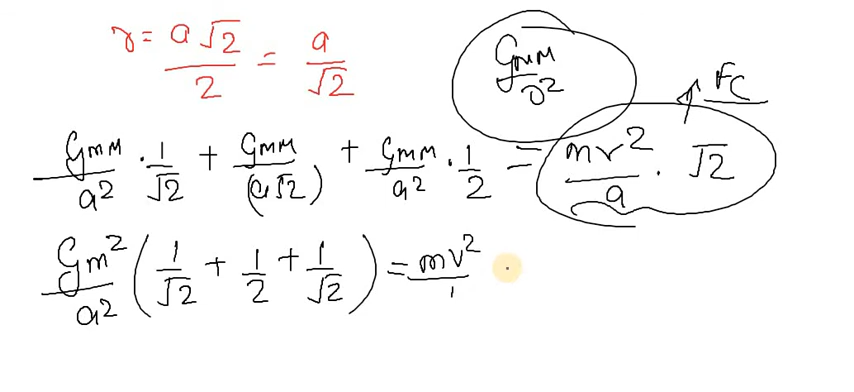 r = a√2/2 = a/√2
GMM/r²
Fc
GMM/a² · 1/√2 + GMM/(a√2) + GMM/a² · 1/2 = mv²/a · √2
Gm²/a² (1/√2 + 1/2 + 1/√2) = mv²/ ·